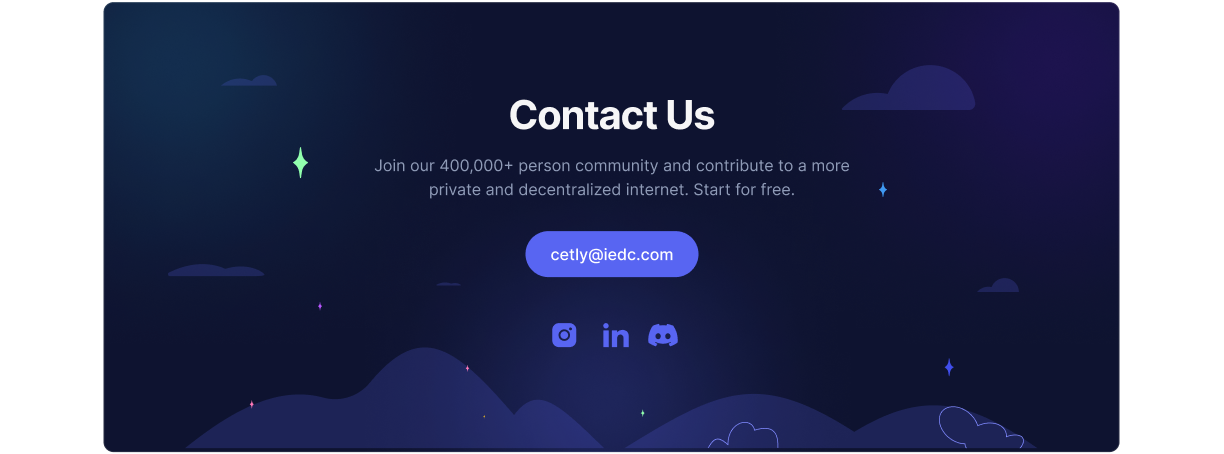 Contact Us
Join our 400,000+ person community and contribute to a more
private and decentralized internet. Start for free.
cetly@iedc.com
in